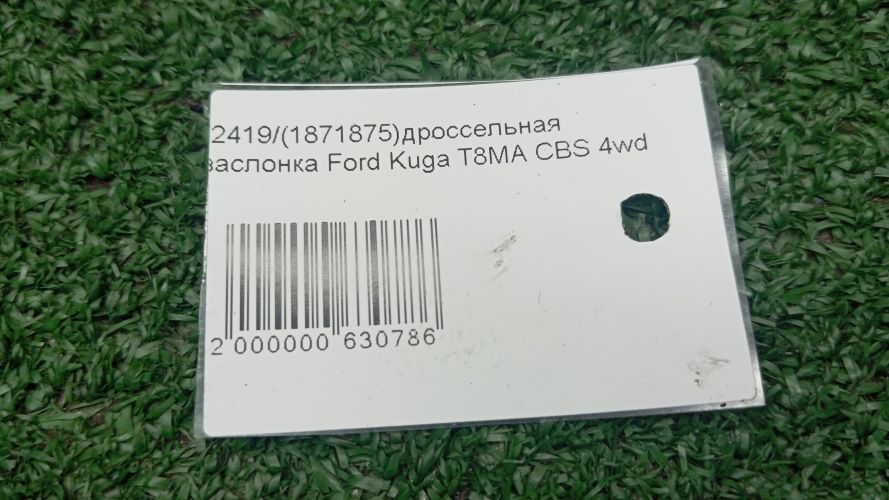 2419/(1871875)дроссельная
заслонка Ford Kuga T8MA CBS 4wd
2 000000 630786